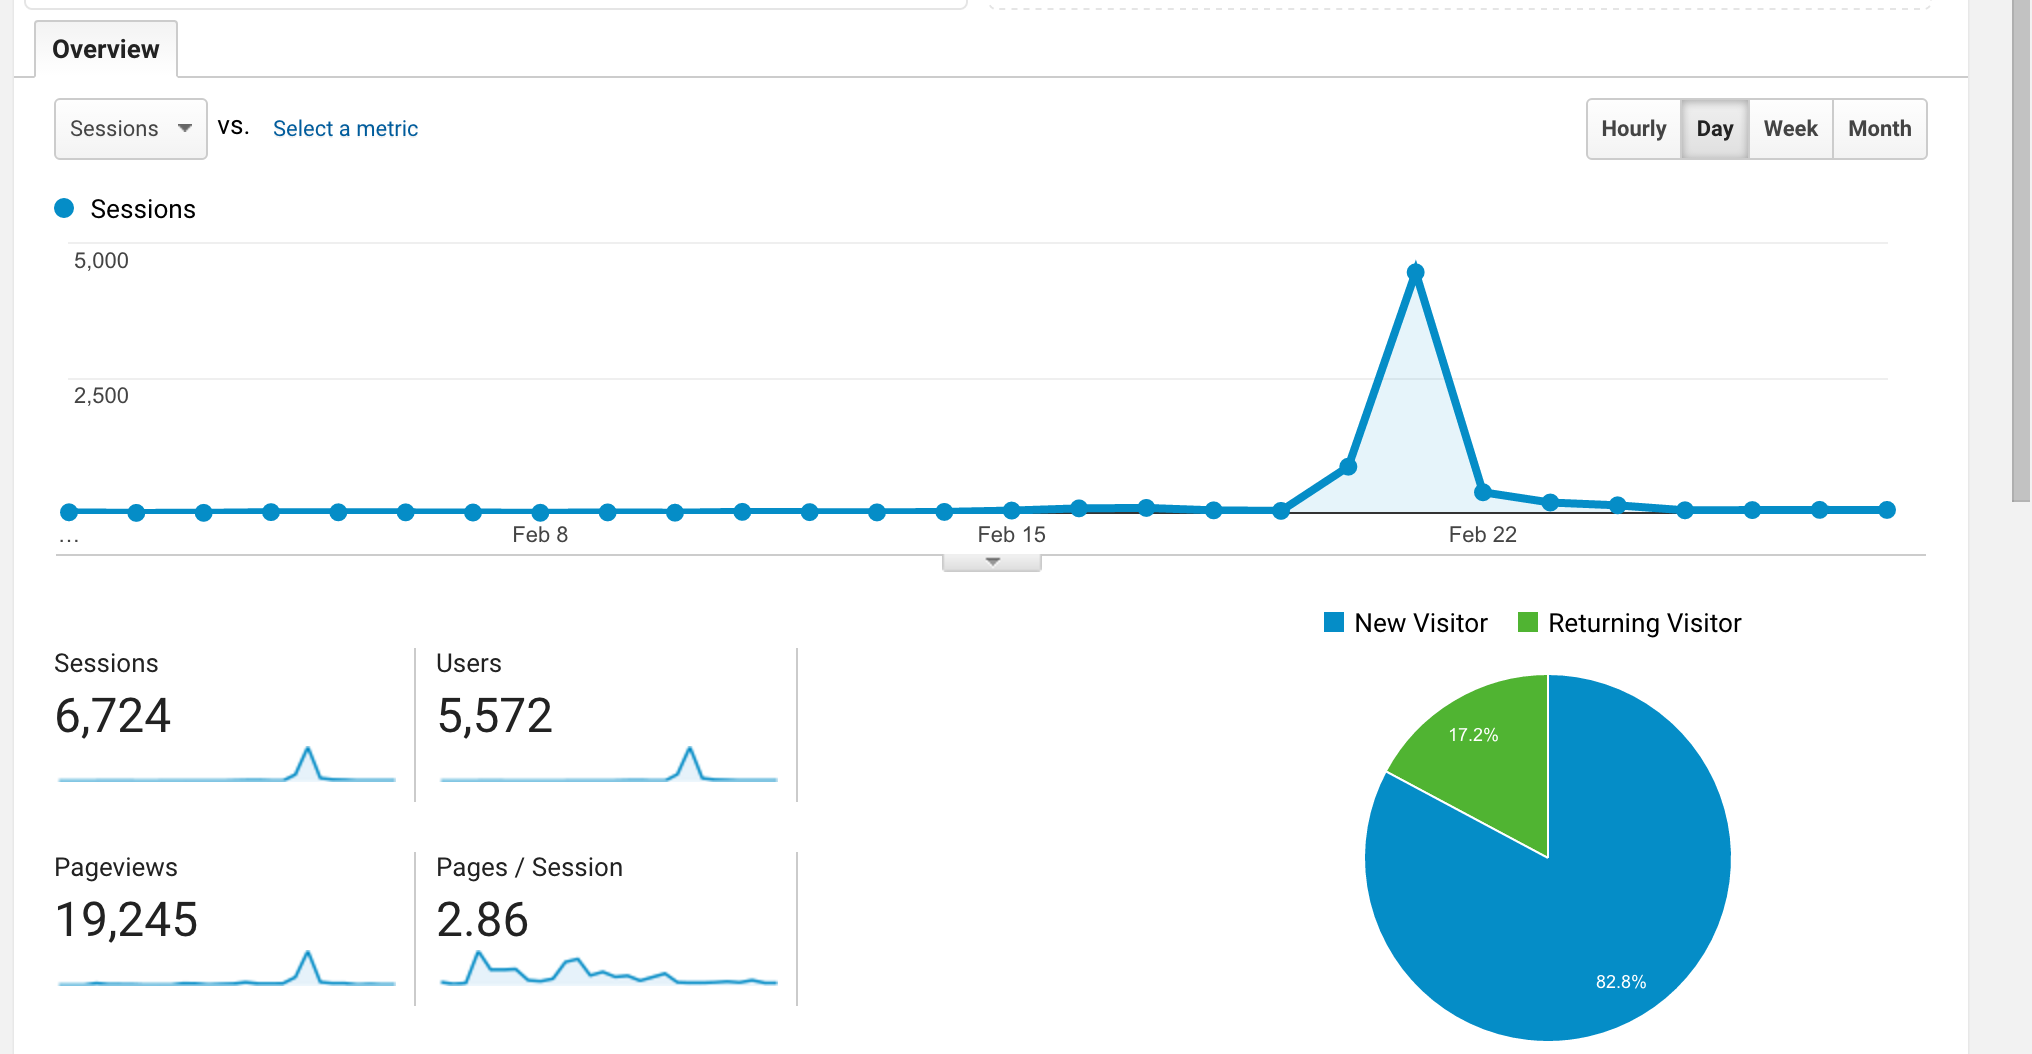 Overview
Sessions vs. Select a metric
Hourly Day Week Month
Sessions
5,000
2,500
... Feb 8 Feb 15 Feb 22
New Visitor Returning Visitor
Sessions Users
6,724 5,572
17.2%
Pageviews Pages / Session
19,245 2.86
82.8%